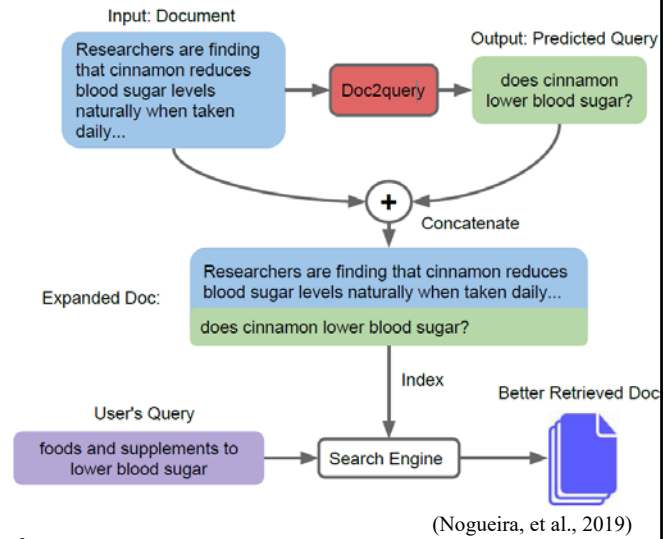 Input: Document
Output: Predicted Query
Researchers are finding
that cinnamon reduces
blood sugar levels
naturally when taken
daily...
Doc2query
does cinnamon
lower blood sugar?
+
Concatenate
Expanded Doc:
Researchers are finding that cinnamon reduces
blood sugar levels naturally when taken daily...
does cinnamon lower blood sugar?
Index
User's Query
Better Retrieved Doc
foods and supplements to
lower blood sugar
Search Engine
(Nogueira, et al., 2019)